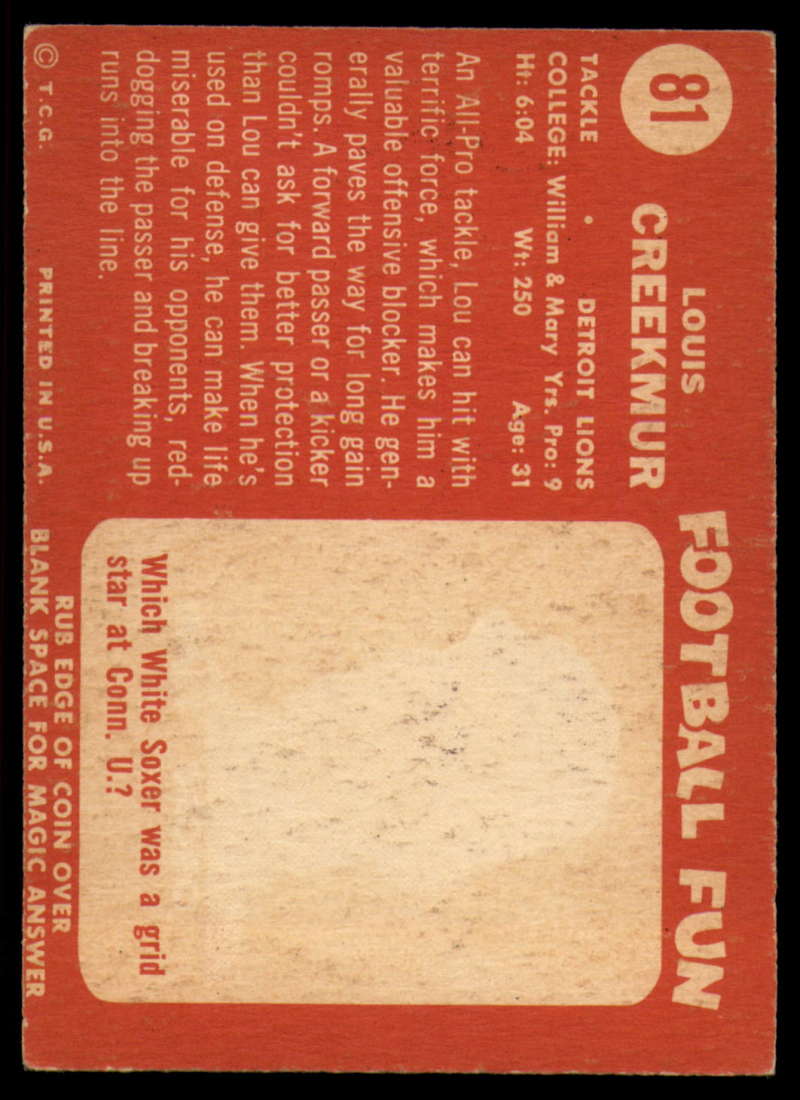 81
LOUIS
CREEKMUR
TACKLE • DETROIT LIONS
COLLEGE: William & Mary Yrs. Pro: 9
Ht: 6:04 Wt: 250 Age: 31
An All-Pro tackle, Lou can hit with
terrific force, which makes him a
valuable offensive blocker. He gen-
erally paves the way for long gain
romps. A forward passer or a kicker
couldn't ask for better protection
than Lou can give them. When he's
used on defense, he can make life
miserable for his opponents, red-
dogging the passer and breaking up
runs into the line.
© T.C.G. PRINTED IN U.S.A.
FOOTBALL FUN
Which White Soxer was a grid
star at Conn. U.?
RUB EDGE OF COIN OVER
BLANK SPACE FOR MAGIC ANSWER